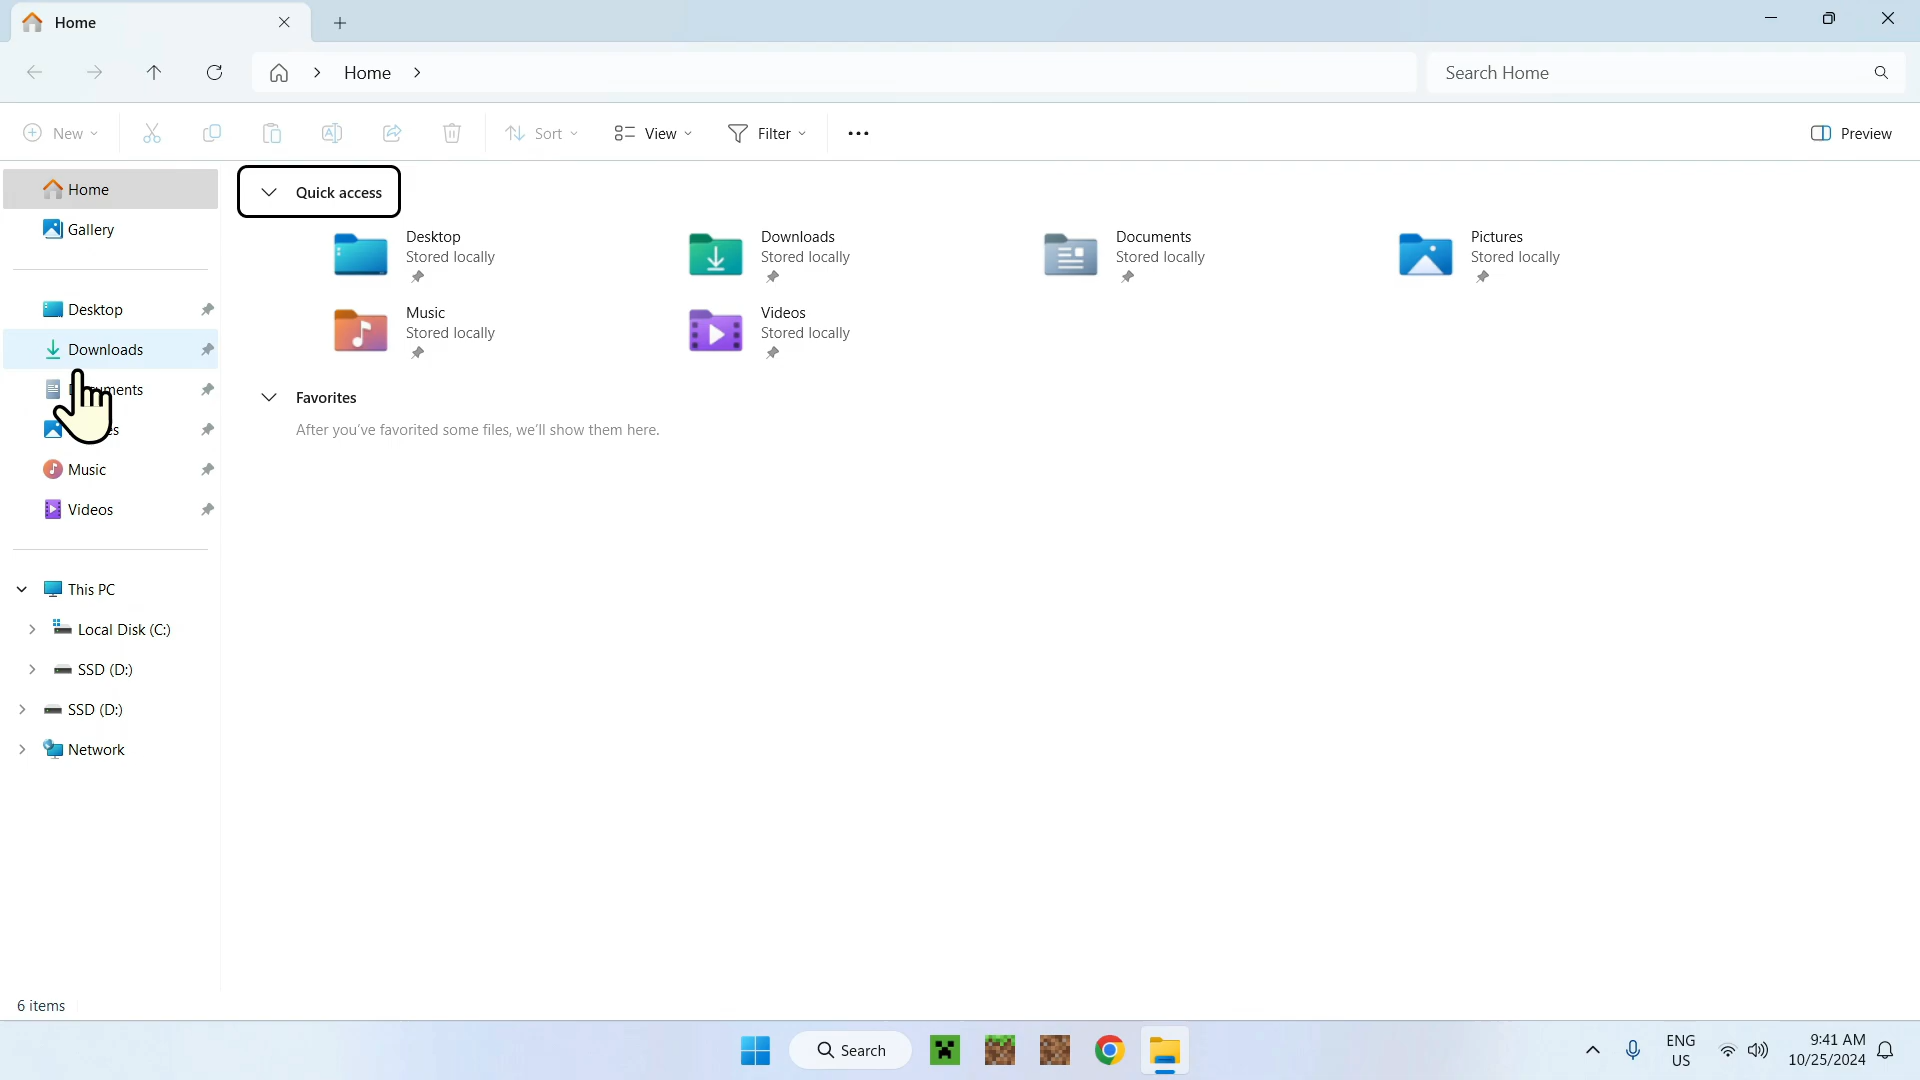 Home
Home
Search Home
New
Sort
View
Filter
Preview
Home
Gallery
Desktop
Downloads
Music
Videos
This PC
Local Disk (C:)
SSD (D:)
SSD (D:)
Network
Quick access
Desktop
Stored locally
Downloads
Stored locally
Documents
Stored locally
Pictures
Stored locally
Music
Stored locally
Videos
Stored locally
Favorites
After you've favorited some files, we'll show them here.
6 items
Search
ENG
US
9:41 AM
10/25/2024